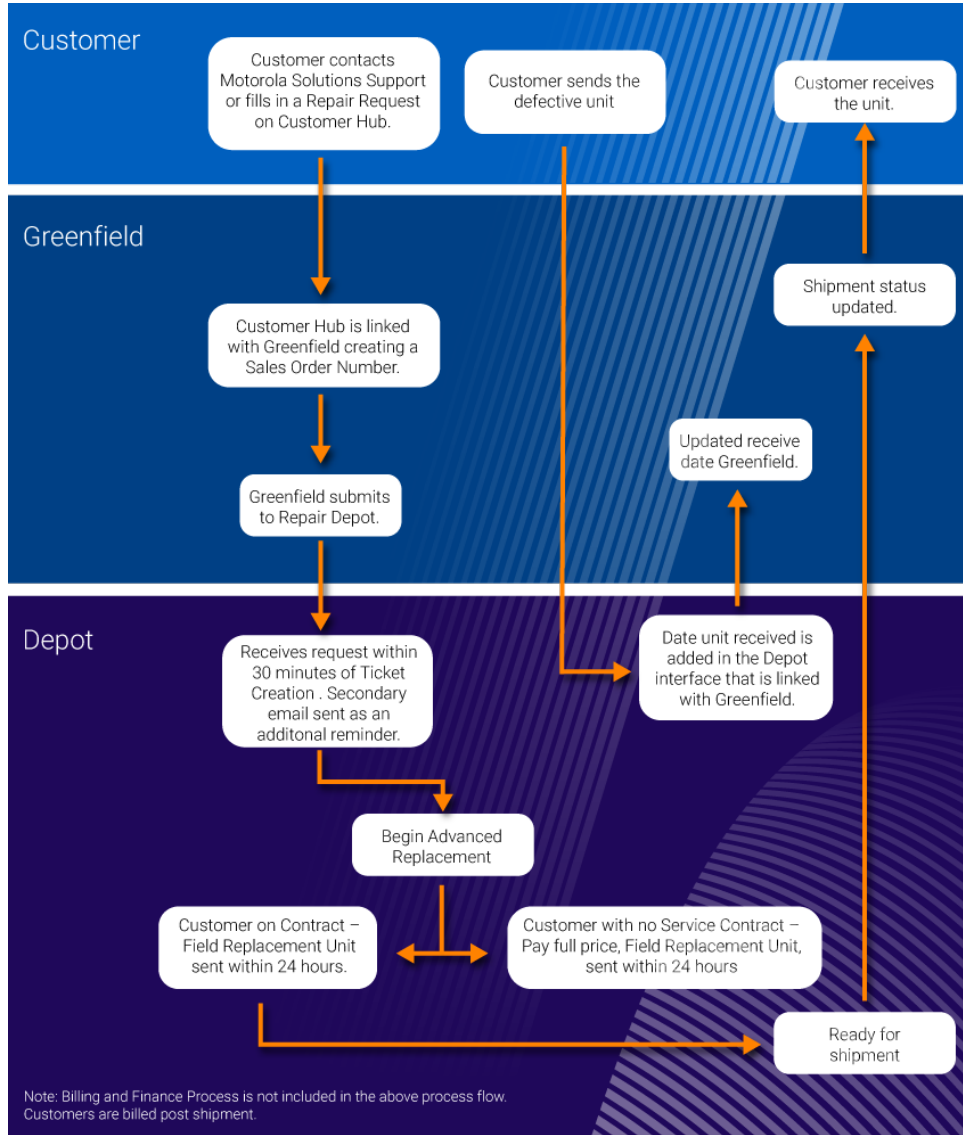 Customer
Customer contacts
Motorola Solutions Support
or fills in a Repair Request
on Customer Hub.
Customer sends the
defective unit
Customer receives
the unit.
Greenfield
Shipment status
updated.
Customer Hub is linked
with Greenfield creating a
Sales Order Number.
Updated receive
date Greenfield.
Greenfield submits
to Repair Depot.
Depot
Receives request within
30 minutes of Ticket
Creation . Secondary
email sent as an
additonal reminder.
Date unit received is
added in the Depot
interface that is linked
with Greenfield.
Begin Advanced
Replacement
Customer on Contract –
Field Replacement Unit
sent within 24 hours.
Customer with no Service Contract –
Pay full price, Field Replacement Unit,
sent within 24 hours
Ready for
shipment
Note: Billing and Finance Process is not included in the above process flow.
Customers are billed post shipment.